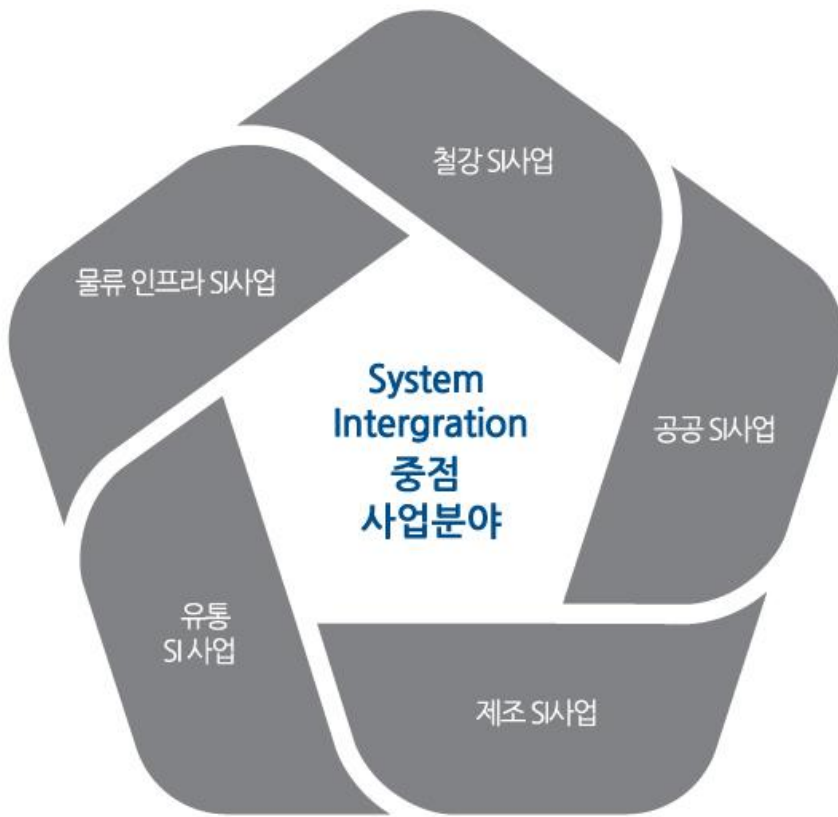 철강 SI사업
물류 인프라 SI사업
System
Intergration
중점
사업분야
공공 SI사업
유통
SI 사업
제조 SI사업